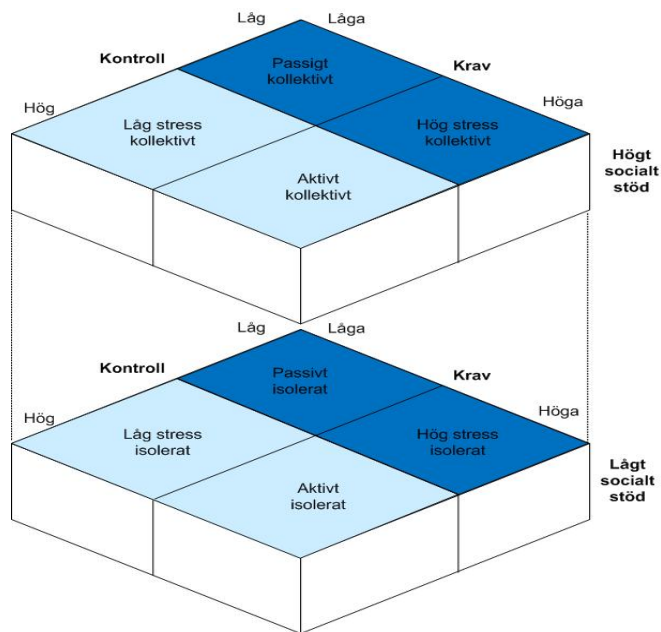 Låg Låga
Kontroll
Passigt
kollektivt
Krav
Hög
Höga
Låg stress
kollektivt
Hög stress
kollektivt
Högt
socialt
stöd
Aktivt
kollektivt
Låg Låga
Kontroll
Passivt
isolerat
Krav
Hög
Höga
Låg stress
isolerat
Hög stress
isolerat
Lågt
socialt
stöd
Aktivt
isolerat